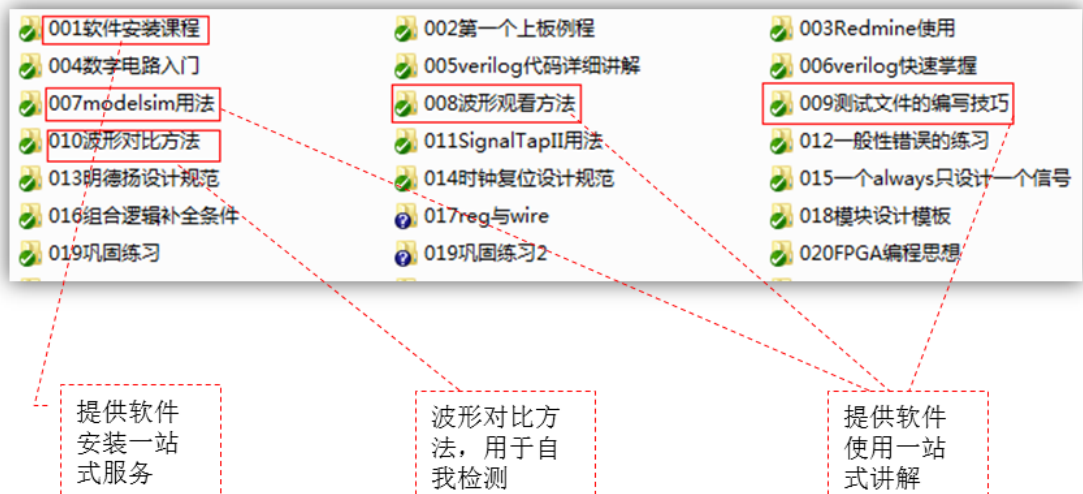 001软件安装课程
002第一个上板例程
003Redmine使用
004数字电路入门
005verilog代码详细讲解
006verilog快速掌握
007modelsim用法
008波形观看方法
009测试文件的编写技巧
010波形对比方法
011SignalTapII用法
012一般性错误的练习
013明德扬设计规范
014时钟复位设计规范
015一个always只设计一个信号
016组合逻辑补全条件
017reg与wire
018模块设计模板
019巩固练习
019巩固练习2
020FPGA编程思想
提供软件
安装一站
式服务
波形对比方
法，用于自
我检测
提供软件
使用一站
式讲解